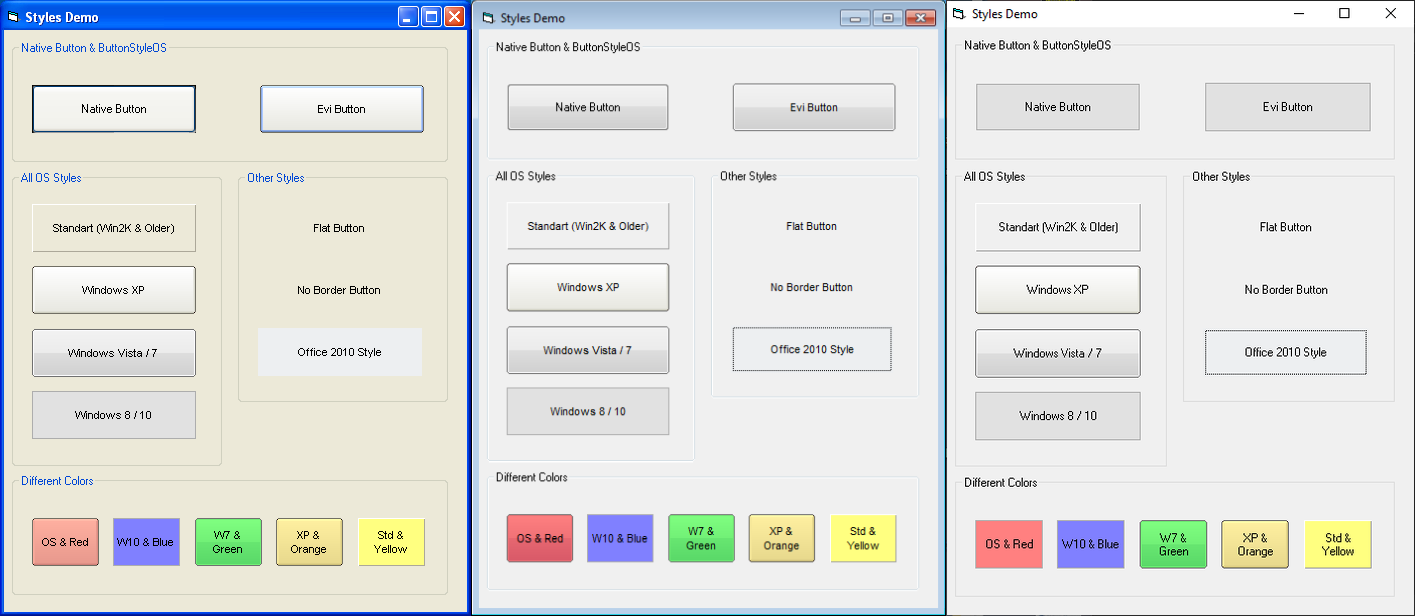 Styles Demo
Native Button & ButtonStyleOS
Native Button
Evi Button
All OS Styles
Other Styles
Standart (Win2K & Older)
Flat Button
Windows XP
No Border Button
Windows Vista / 7
Office 2010 Style
Windows 8 / 10
Different Colors
OS & Red
W10 & Blue
W7 &
Green
XP &
Orange
Std &
Yellow
Styles Demo
Native Button & ButtonStyleOS
Native Button
Evi Button
All OS Styles
Other Styles
Standart (Win2K & Older)
Flat Button
Windows XP
No Border Button
Windows Vista / 7
Office 2010 Style
Windows 8 / 10
Different Colors
OS & Red
W10 & Blue
W7 &
Green
XP &
Orange
Std &
Yellow
Styles Demo
Native Button & ButtonStyleOS
Native Button
Evi Button
All OS Styles
Other Styles
Standart (Win2K & Older)
Flat Button
Windows XP
No Border Button
Windows Vista / 7
Office 2010 Style
Windows 8 / 10
Different Colors
OS & Red
W10 & Blue
W7 &
Green
XP &
Orange
Std &
Yellow